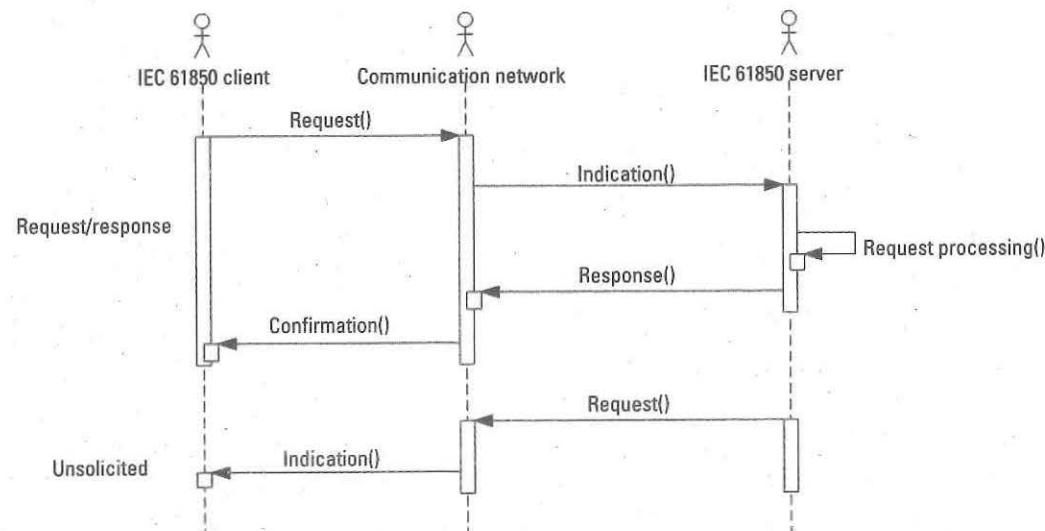 IEC 61850 client
Communication network
IEC 61850 server
Request()
Indication()
Request/response
Request processing()
Response()
Confirmation()
Request()
Unsolicited
Indication()